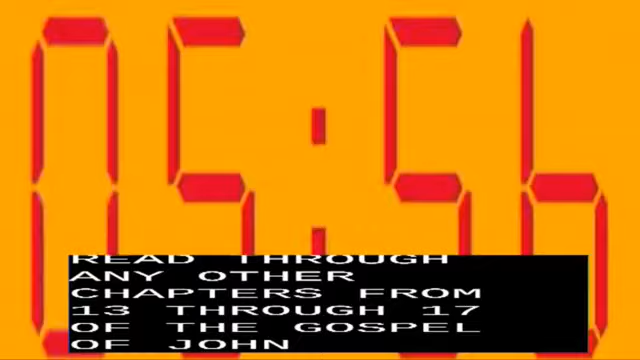 05:56
READ THROUGH
ANY OTHER
CHAPTERS FROM
13 THROUGH 17
OF THE GOSPEL
OF JOHN